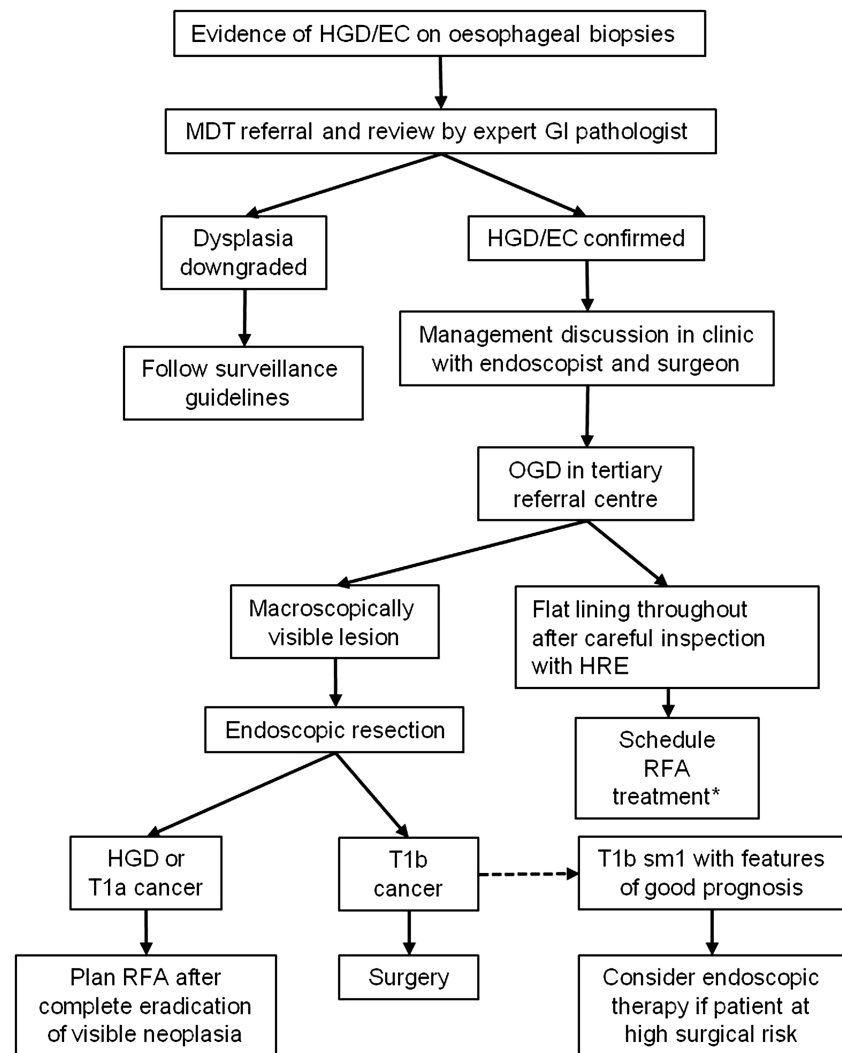 Evidence of HGD/EC on oesophageal biopsies
MDT referral and review by expert GI pathologist
Dysplasia
downgraded
HGD/EC confirmed
Follow surveillance
guidelines
Management discussion in clinic
with endoscopist and surgeon
OGD in tertiary
referral centre
Macroscopically
visible lesion
Flat lining throughout
after careful inspection
with HRE
Endoscopic resection
Schedule
RFA
treatment*
HGD or
T1a cancer
T1b
cancer
T1b sm1 with features
of good prognosis
Plan RFA after
complete eradication
of visible neoplasia
Surgery
Consider endoscopic
therapy if patient at
high surgical risk